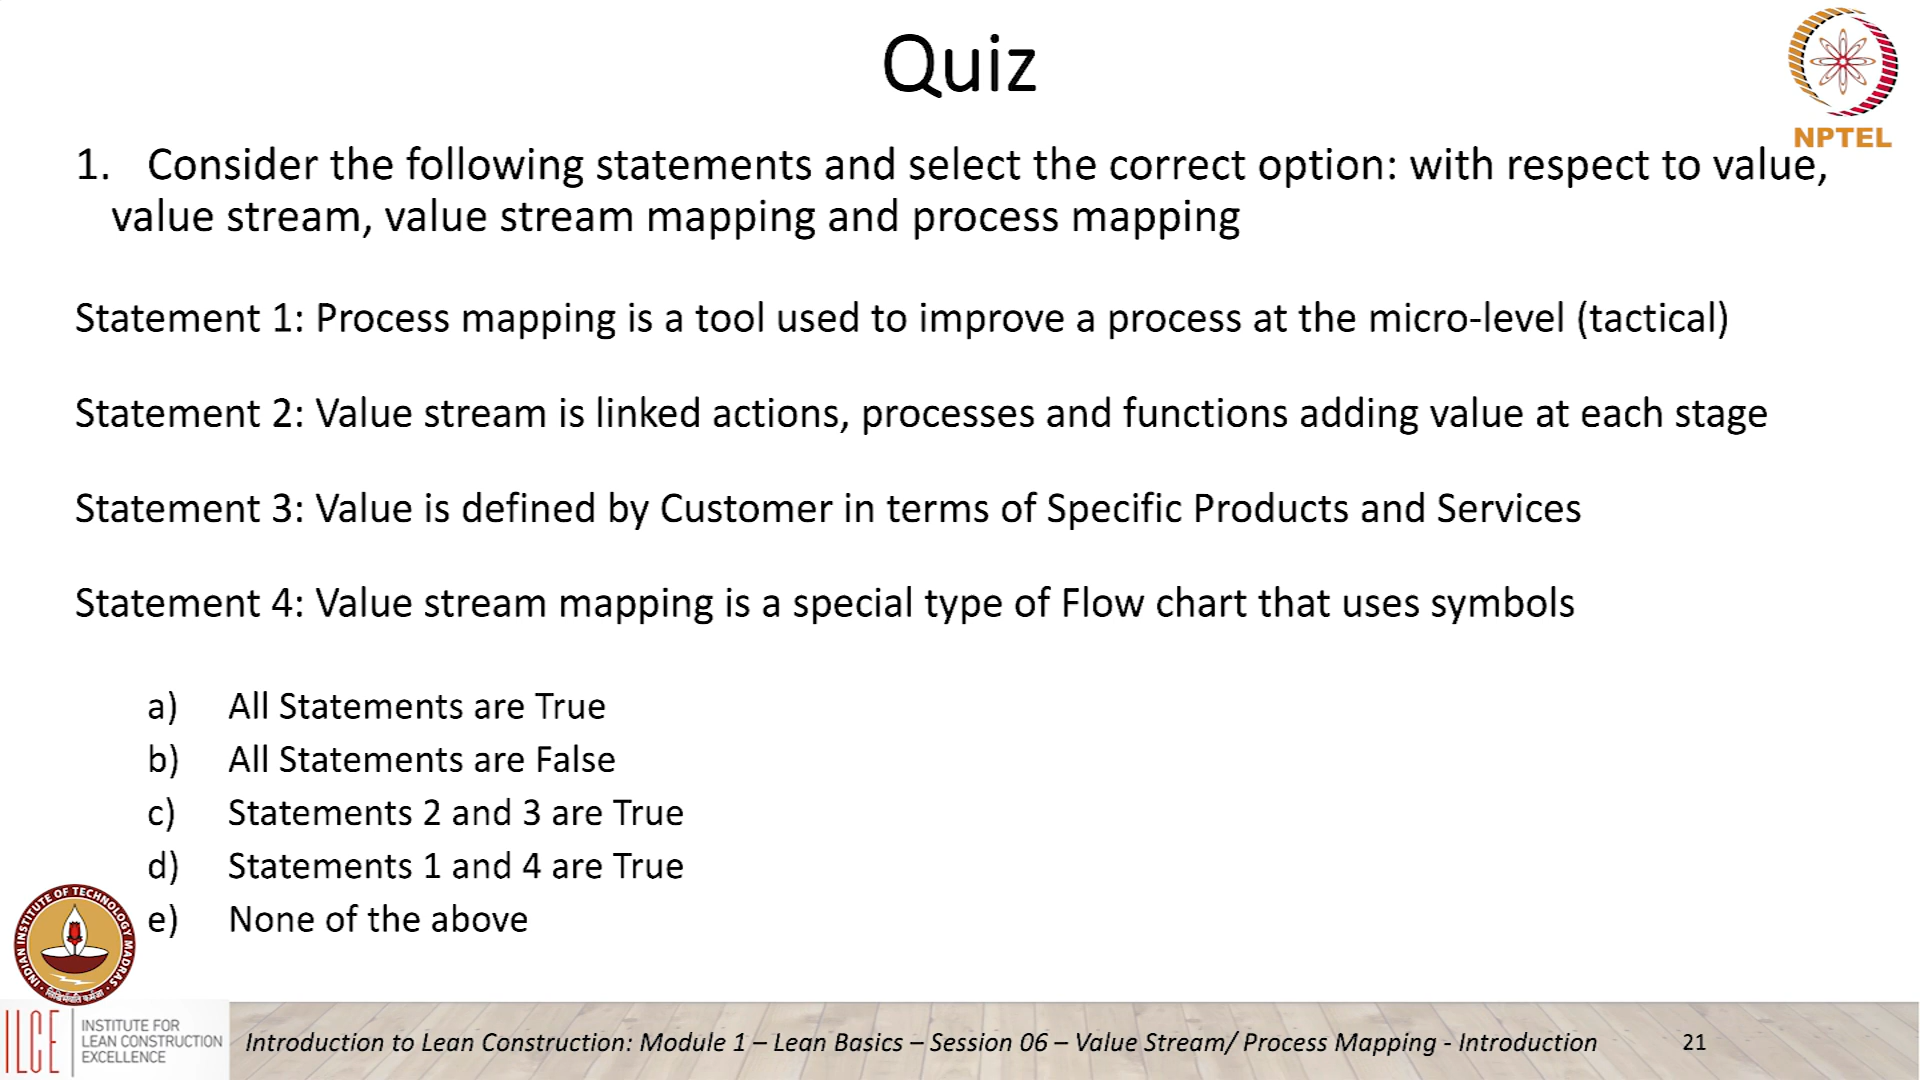 Quiz
NPTEL
1. Consider the following statements and select the correct option: with respect to value,
value stream, value stream mapping and process mapping
Statement 1: Process mapping is a tool used to improve a process at the micro-level (tactical)
Statement 2: Value stream is linked actions, processes and functions adding value at each stage
Statement 3: Value is defined by Customer in terms of Specific Products and Services
Statement 4: Value stream mapping is a special type of Flow chart that uses symbols
a) All Statements are True
b) All Statements are False
c) Statements 2 and 3 are True
d) Statements 1 and 4 are True
e) None of the above
INDIAN INSTITUTE OF TECHNOLOGY MADRAS
ILCE
INSTITUTE FOR
LEAN CONSTRUCTION
EXCELLENCE
Introduction to Lean Construction: Module 1 – Lean Basics – Session 06 – Value Stream/ Process Mapping - Introduction
21